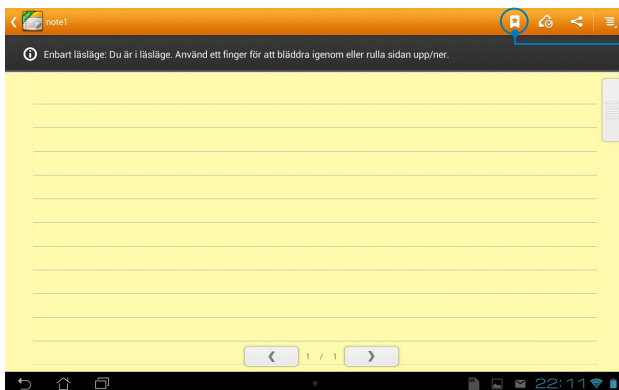 note1
Enbart läsläge: Du är i läsläge. Använd ett finger för att bläddra igenom eller rulla sidan upp/ner.
1 / 1
22:11